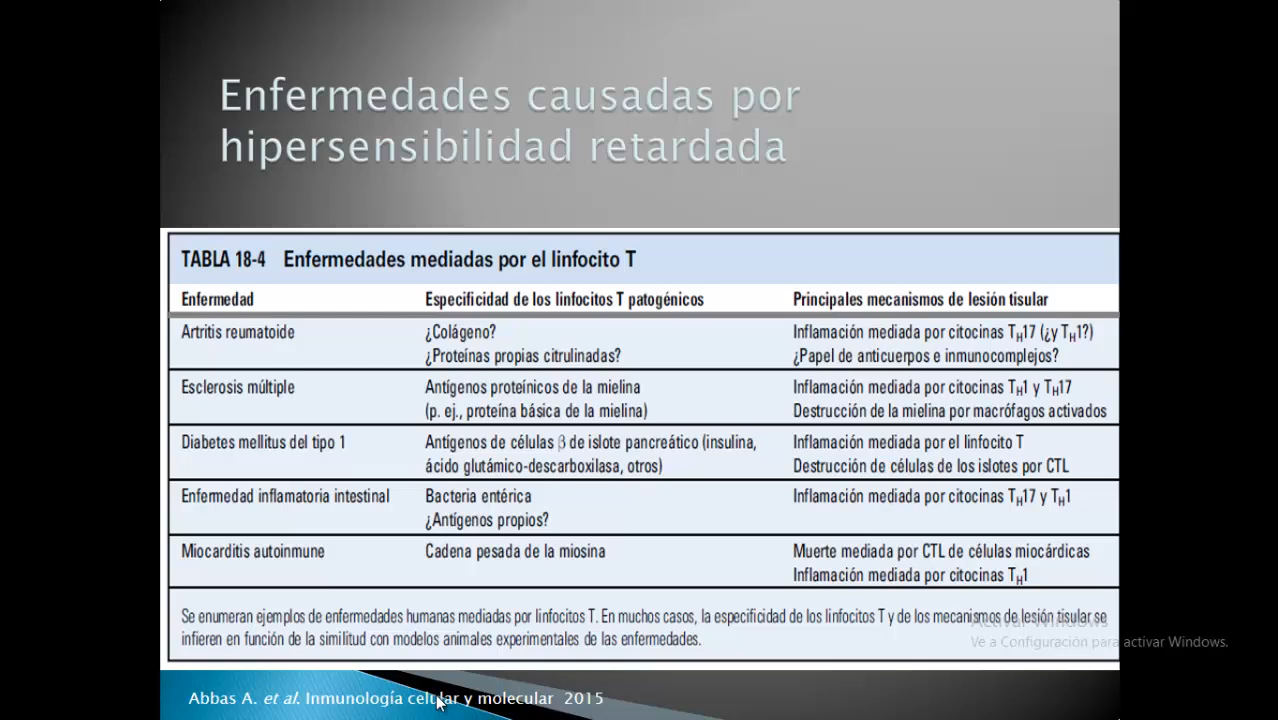 Enfermedades causadas por
hipersensibilidad retardada
TABLA 18-4 Enfermedades mediadas por el linfocito T
Enfermedad Especificidad de los linfocitos T patogénicos Principales mecanismos de lesión tisular
Artritis reumatoide ¿Colágeno? Inflamación mediada por citocinas TH17 (¿y TH1?)
¿Proteínas propias citrulinadas? ¿Papel de anticuerpos e inmunocomplejos?
Esclerosis múltiple Antígenos proteínicos de la mielina Inflamación mediada por citocinas TH1 y TH17
(p. ej., proteína básica de la mielina) Destrucción de la mielina por macrófagos activados
Diabetes mellitus del tipo 1 Antígenos de células β de islote pancreático (insulina, Inflamación mediada por el linfocito T
ácido glutámico-descarboxilasa, otros) Destrucción de células de los islotes por CTL
Enfermedad inflamatoria intestinal Bacteria entérica Inflamación mediada por citocinas TH17 y TH1
¿Antígenos propios?
Miocarditis autoinmune Cadena pesada de la miosina Muerte mediada por CTL de células miocárdicas
Inflamación mediada por citocinas TH1
Se enumeran ejemplos de enfermedades humanas mediadas por linfocitos T. En muchos casos, la especificidad de los linfocitos T y de los mecanismos de lesión tisular se
infieren en función de la similitud con modelos animales experimentales de las enfermedades.
Activar Windows
Ve a Configuración para activar Windows.
Abbas A. et al. Inmunología celular y molecular 2015